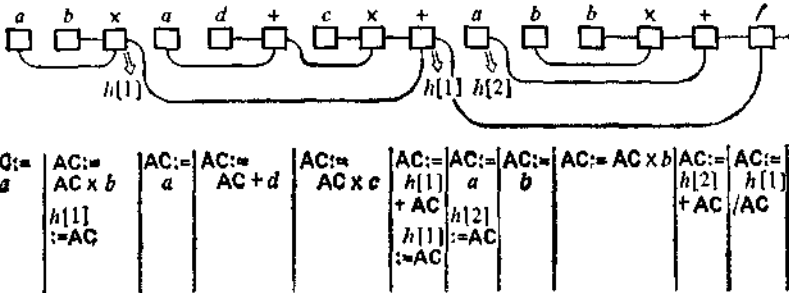 a b × a d + c × + a b b × + /
h[1] h[1] h[2]
AC:= AC:= AC:= AC:= AC:= AC:= AC:= AC:= AC:= AC × b AC:= AC:=
a AC × b a AC + d AC × c h[1] a b h[2] h[1]
+ AC + AC /AC
h[1] h[2]
:=AC h[1] :=AC
:=AC